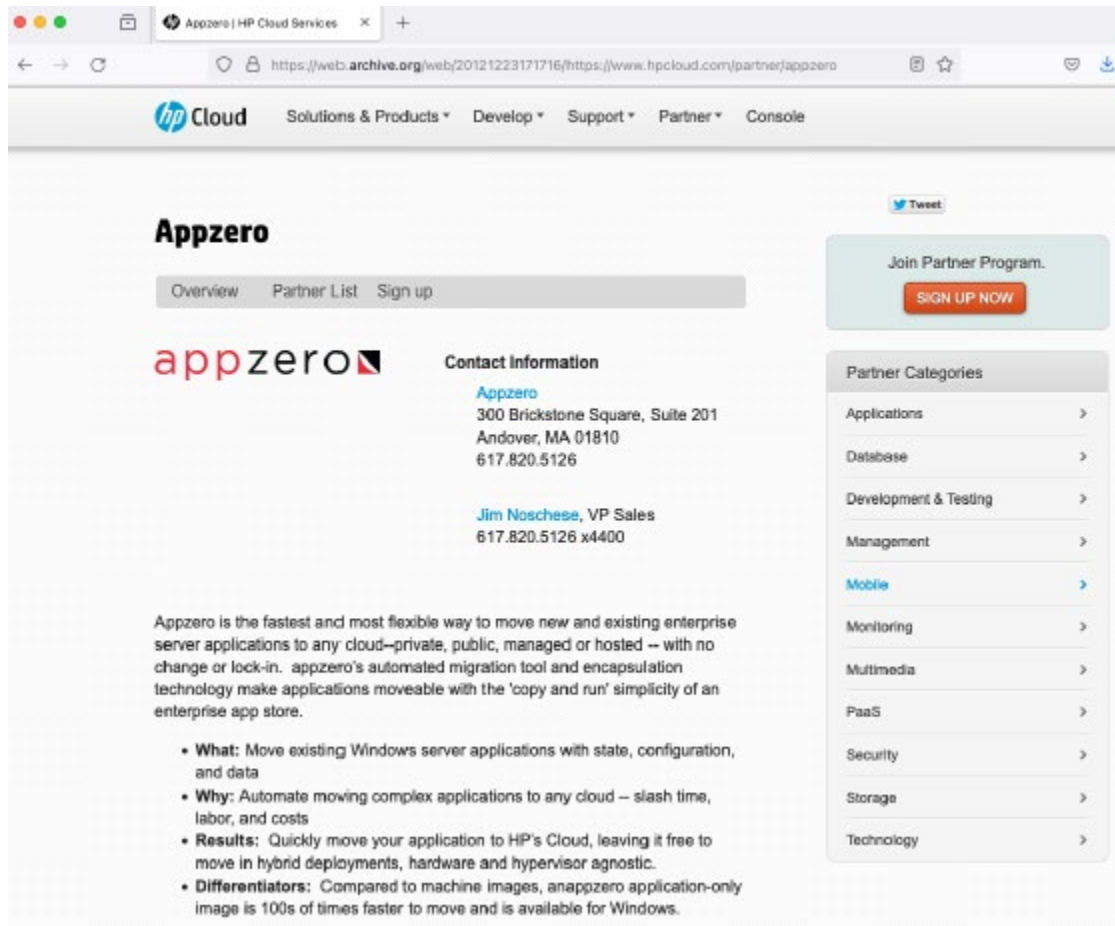 Appzero | HP Cloud Services × +
https://web.archive.org/web/20121223171716/https://www.hpcloud.com/partner/appzero
hp Cloud Solutions & Products Develop Support Partner Console
Tweet
Appzero
Overview Partner List Sign up
appzero
Contact Information
Appzero
300 Brickstone Square, Suite 201
Andover, MA 01810
617.820.5126
Jim Noschese, VP Sales
617.820.5126 x4400
Appzero is the fastest and most flexible way to move new and existing enterprise
server applications to any cloud--private, public, managed or hosted -- with no
change or lock-in. appzero's automated migration tool and encapsulation
technology make applications moveable with the 'copy and run' simplicity of an
enterprise app store.
• What: Move existing Windows server applications with state, configuration,
and data
• Why: Automate moving complex applications to any cloud -- slash time,
labor, and costs
• Results: Quickly move your application to HP's Cloud, leaving it free to
move in hybrid deployments, hardware and hypervisor agnostic.
• Differentiators: Compared to machine images, anappzero application-only
image is 100s of times faster to move and is available for Windows.
Join Partner Program.
SIGN UP NOW
Partner Categories
Applications
Database
Development & Testing
Management
Mobile
Monitoring
Multimedia
PaaS
Security
Storage
Technology